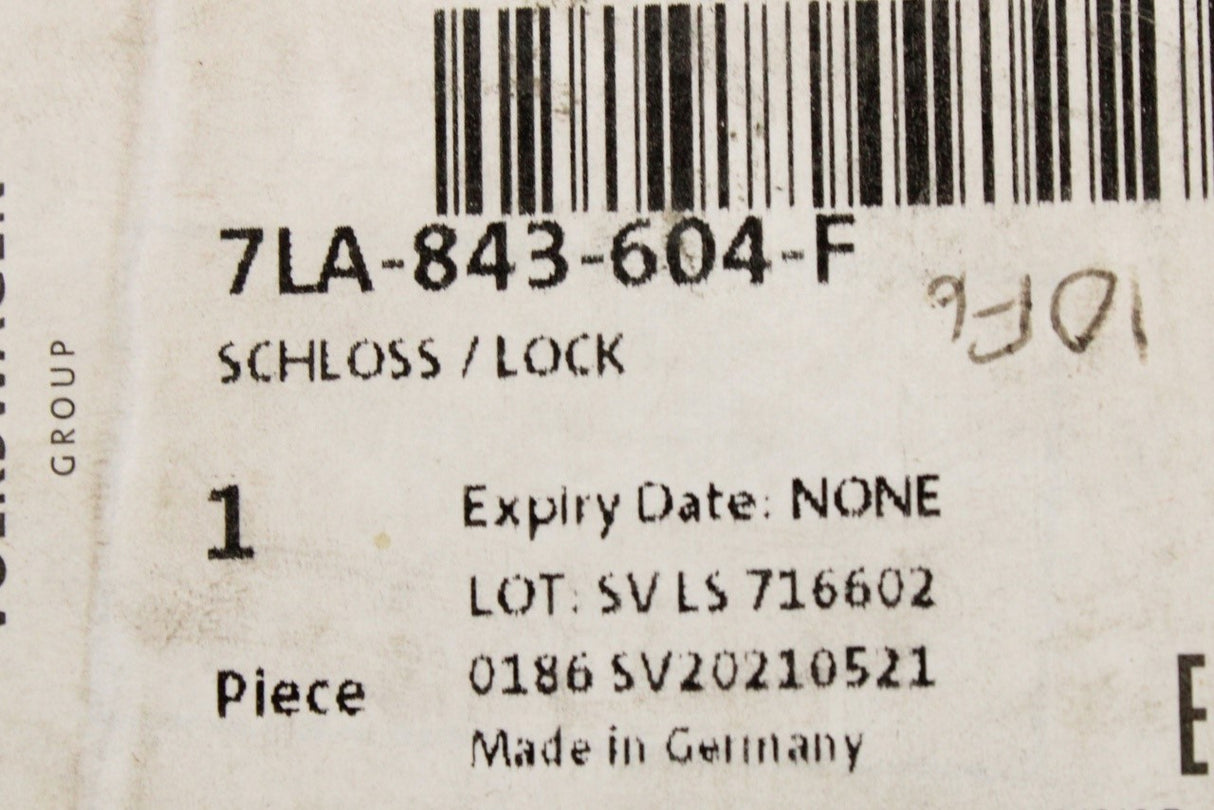 7LA-843-604-F
SCHLOSS / LOCK
10F6
1
Expiry Date: NONE
LOT: SV LS 716602
Piece
0186 SV20210521
Made in Germany
GROUP